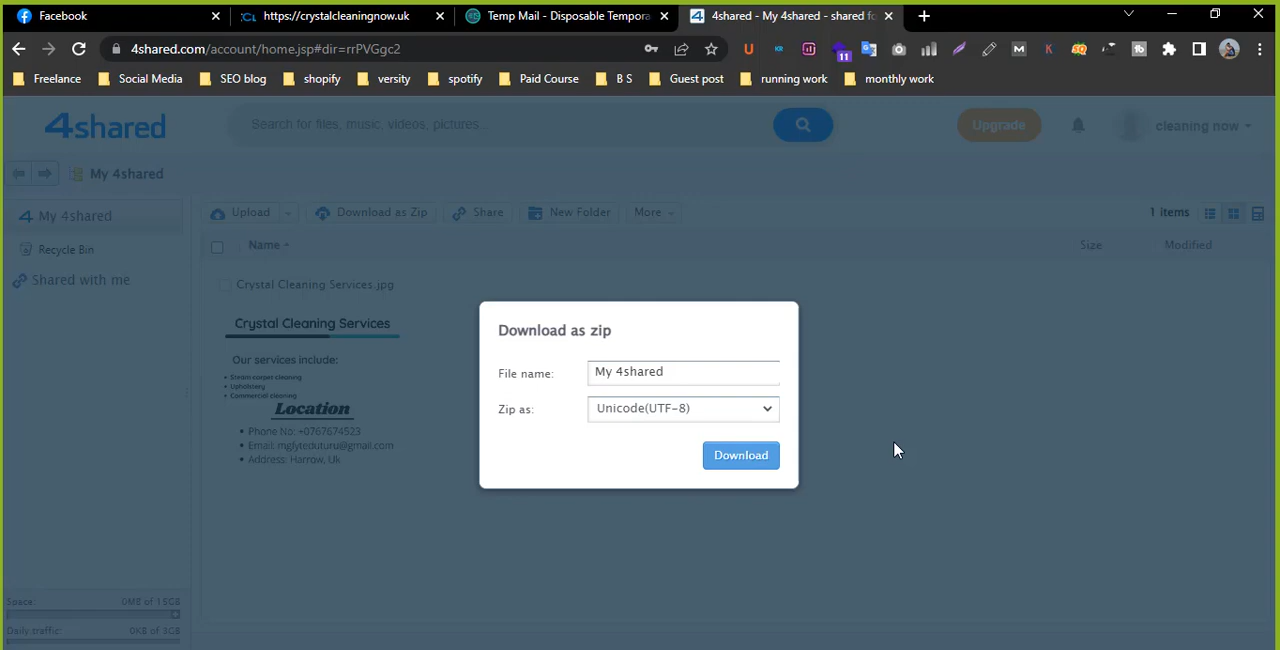 Facebook
https://crystalcleaningnow.uk
Temp Mail - Disposable Tempora
4shared - My 4shared - shared fo
4shared.com/account/home.jsp#dir=rrPVGgc2
11
Freelance
Social Media
SEO blog
shopify
versity
spotify
Paid Course
B S
Guest post
running work
monthly work
4shared
Search for files, music, videos, pictures...
Upgrade
cleaning now
My 4shared
4 My 4shared
Upload
Download as Zip
Share
New Folder
More
1 items
Recycle Bin
Name
Size
Modified
Shared with me
Crystal Cleaning Services.jpg
Crystal Cleaning Services
Our services include:
• Steam carpet cleaning
• Upholstery
• Commercial cleaning
Location
• Phone No: +0767674523
• Email: mglyteduturu@gmail.com
• Address: Harrow, Uk
Download as zip
File name:
My 4shared
Zip as:
Unicode(UTF-8)
Download
Space:
0MB of 15GB
Daily traffic:
0KB of 3GB